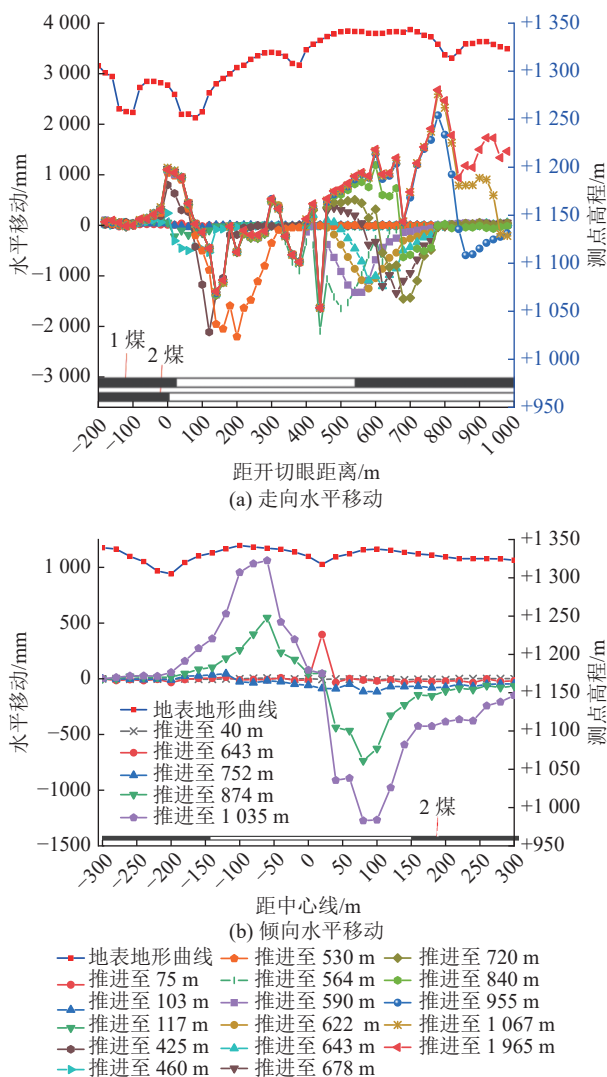 4 000
3 000
2 000
1 000
0
−1 000
−2 000
−3 000
水平移动/mm
+1 350
+1 300
+1 250
+1 200
+1 150
+1 100
+1 050
+1 000
+950
测点高程/m
1 煤
2 煤
−200
−100
0
100
200
300
400
500
600
700
800
900
1 000
距开切眼距离/m
(a) 走向水平移动
1 000
500
0
−500
−1 000
−1500
水平移动/mm
+1 350
+1 300
+1 250
+1 200
+1 150
+1 100
+1 050
+1 000
+950
测点高程/m
地表地形曲线
推进至 40 m
推进至 643 m
推进至 752 m
推进至 874 m
推进至 1 035 m
2 煤
−300
−250
−200
−150
−100
−50
0
50
100
150
200
250
300
距中心线/m
(b) 倾向水平移动
地表地形曲线 推进至 530 m 推进至 720 m
推进至 75 m 推进至 564 m 推进至 840 m
推进至 103 m 推进至 590 m 推进至 955 m
推进至 117 m 推进至 622 m 推进至 1 067 m
推进至 425 m 推进至 643 m 推进至 1 965 m
推进至 460 m 推进至 678 m